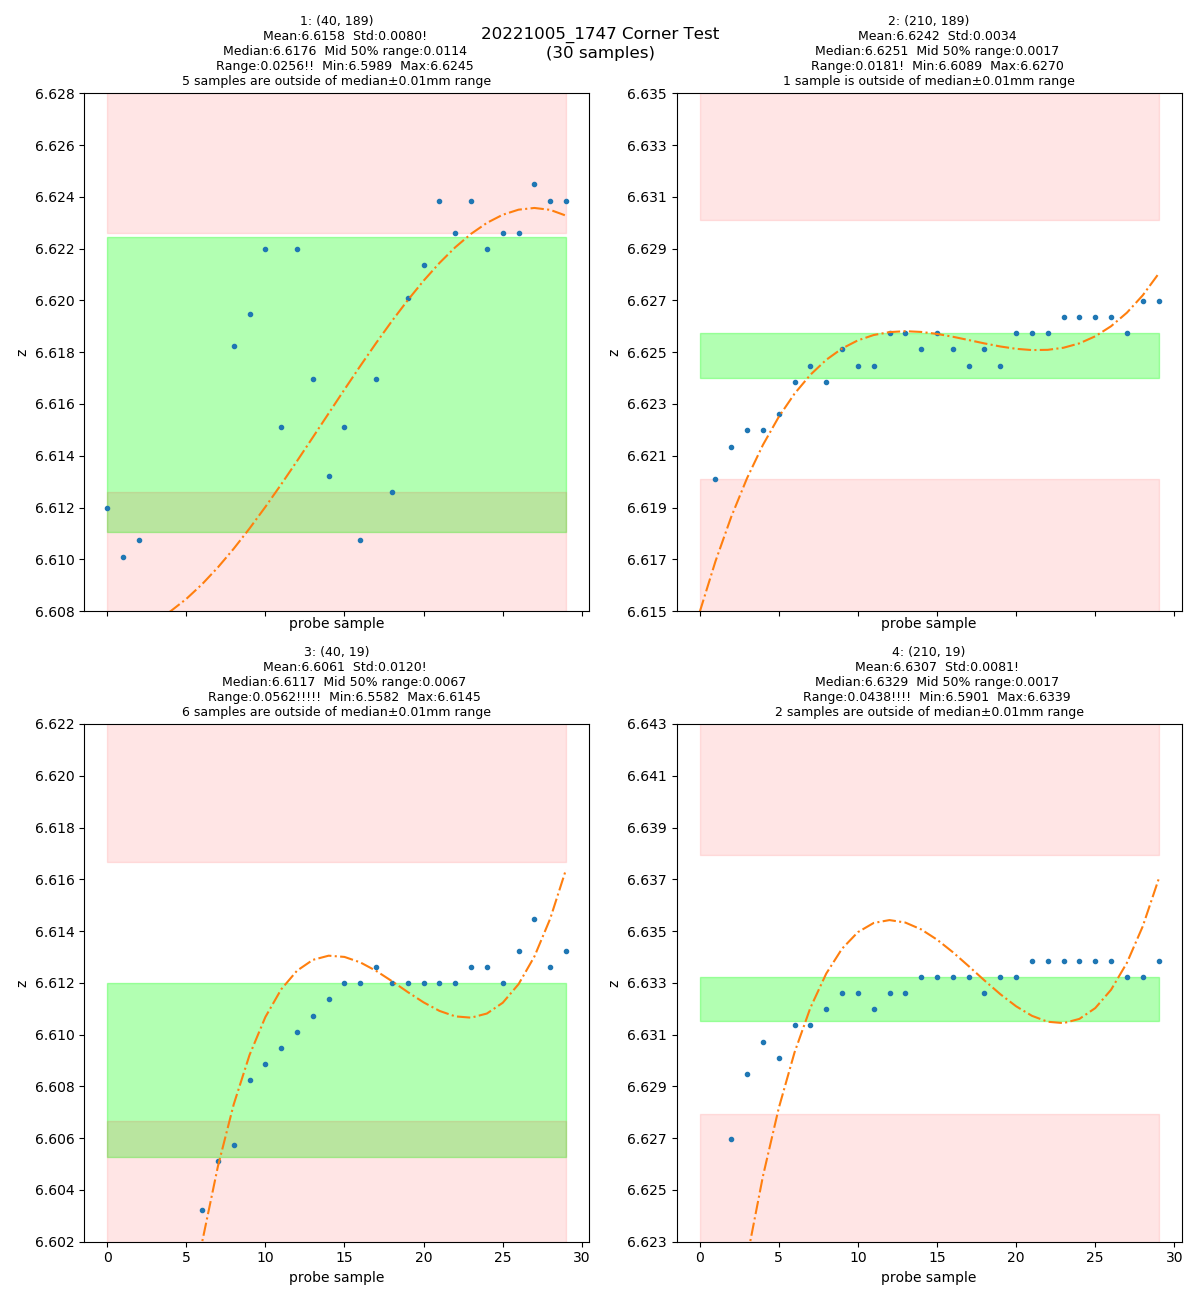 20221005_1747 Corner Test
(30 samples)
1: (40, 189)
Mean:6.6158  Std:0.0080!
Median:6.6176  Mid 50% range:0.0114
Range:0.0256!!  Min:6.5989  Max:6.6245
5 samples are outside of median±0.01mm range
6.628
6.626
6.624
6.622
6.620
6.618
6.616
6.614
6.612
6.610
6.608
z
probe sample
2: (210, 189)
Mean:6.6242  Std:0.0034
Median:6.6251  Mid 50% range:0.0017
Range:0.0181!  Min:6.6089  Max:6.6270
1 sample is outside of median±0.01mm range
6.635
6.633
6.631
6.629
6.627
6.625
6.623
6.621
6.619
6.617
6.615
z
probe sample
3: (40, 19)
Mean:6.6061  Std:0.0120!
Median:6.6117  Mid 50% range:0.0067
Range:0.0562!!!!!  Min:6.5582  Max:6.6145
6 samples are outside of median±0.01mm range
6.622
6.620
6.618
6.616
6.614
6.612
6.610
6.608
6.606
6.604
6.602
z
0 5 10 15 20 25 30
probe sample
4: (210, 19)
Mean:6.6307  Std:0.0081!
Median:6.6329  Mid 50% range:0.0017
Range:0.0438!!!!  Min:6.5901  Max:6.6339
2 samples are outside of median±0.01mm range
6.643
6.641
6.639
6.637
6.635
6.633
6.631
6.629
6.627
6.625
6.623
z
0 5 10 15 20 25 30
probe sample